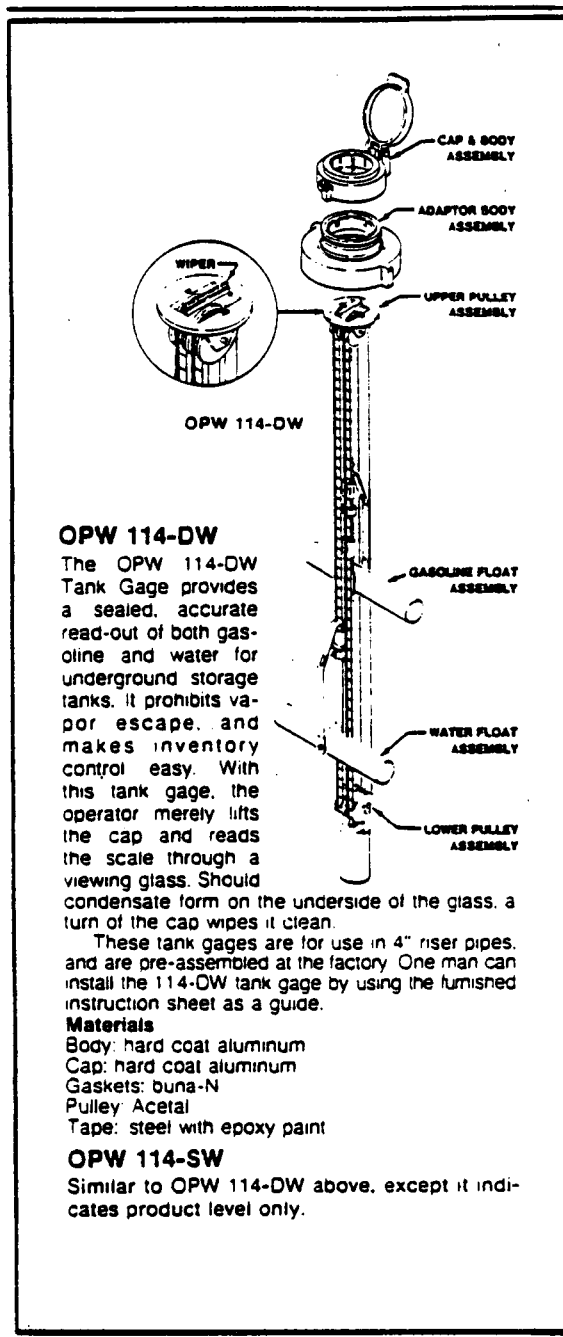 CAP & BODY
ASSEMBLY
ADAPTOR BODY
ASSEMBLY
WIPER
UPPER PULLEY
ASSEMBLY
OPW 114-DW
GASOLINE FLOAT
ASSEMBLY
WATER FLOAT
ASSEMBLY
LOWER PULLEY
ASSEMBLY
OPW 114-DW
The OPW 114-DW
Tank Gage provides
a sealed, accurate
read-out of both gas-
oline and water for
underground storage
tanks. It prohibits va-
por escape, and
makes inventory
control easy. With
this tank gage, the
operator merely lifts
the cap and reads
the scale through a
viewing glass. Should
condensate form on the underside of the glass, a
turn of the cap wipes it clean.
These tank gages are for use in 4" riser pipes,
and are pre-assembled at the factory. One man can
install the 114-DW tank gage by using the furnished
instruction sheet as a guide.
Materials
Body: hard coat aluminum
Cap: hard coat aluminum
Gaskets: buna-N
Pulley: Acetal
Tape: steel with epoxy paint
OPW 114-SW
Similar to OPW 114-DW above, except it indi-
cates product level only.